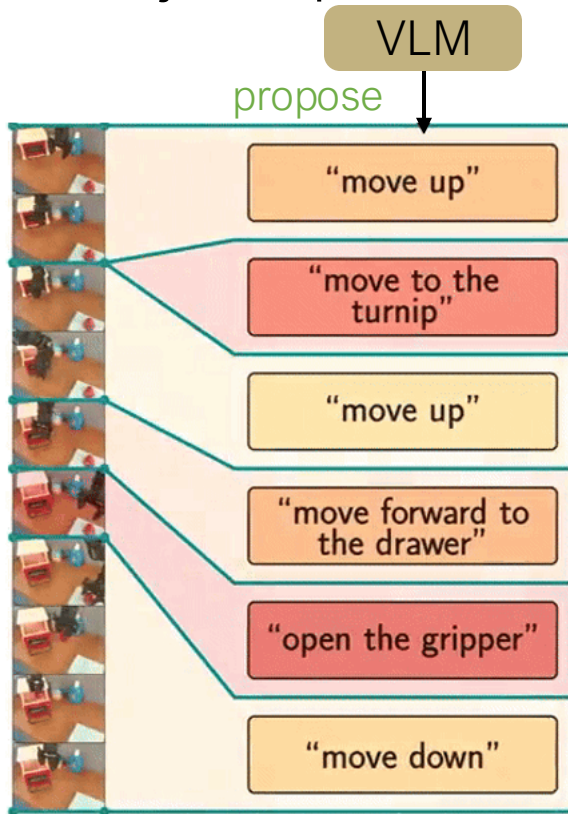 VLM
propose
“move up”
“move to the
turnip”
“move up”
“move forward to
the drawer”
“open the gripper”
“move down”